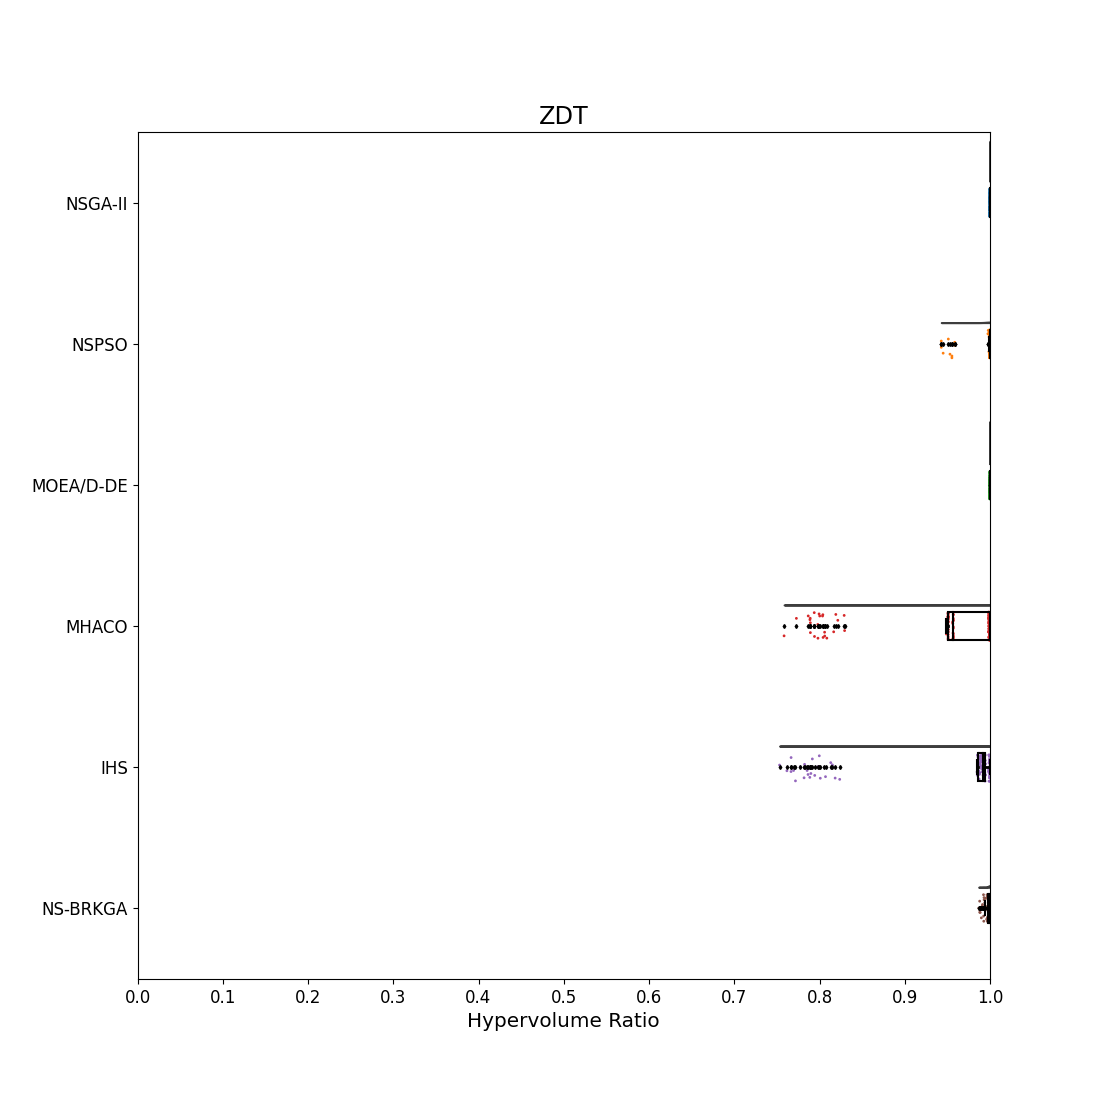 ZDT
NSGA-II
NSPSO
MOEA/D-DE
MHACO
IHS
NS-BRKGA
0.0 0.1 0.2 0.3 0.4 0.5 0.6 0.7 0.8 0.9 1.0
Hypervolume Ratio